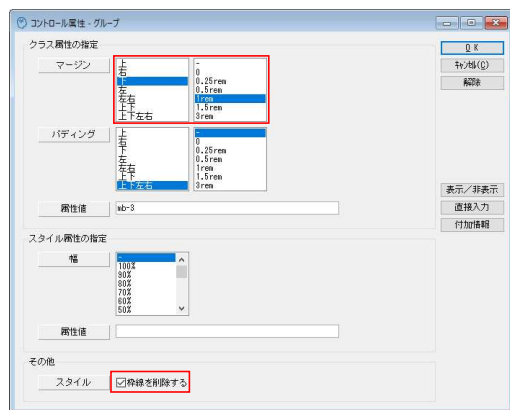 コントロール属性 - グループ
クラス属性の指定
マージン
上
右
下
左
左右
上下
上下左右
-
0
0.25rem
0.5rem
1rem
1.5rem
3rem
パディング
上
右
下
左
左右
上下
上下左右
-
0
0.25rem
0.5rem
1rem
1.5rem
3rem
属性値
mb-3
スタイル属性の指定
幅
-
100%
90%
80%
70%
60%
50%
属性値
その他
スタイル
枠線を削除する
OK
ｷｬﾝｾﾙ(C)
解除
表示／非表示
直接入力
付加情報